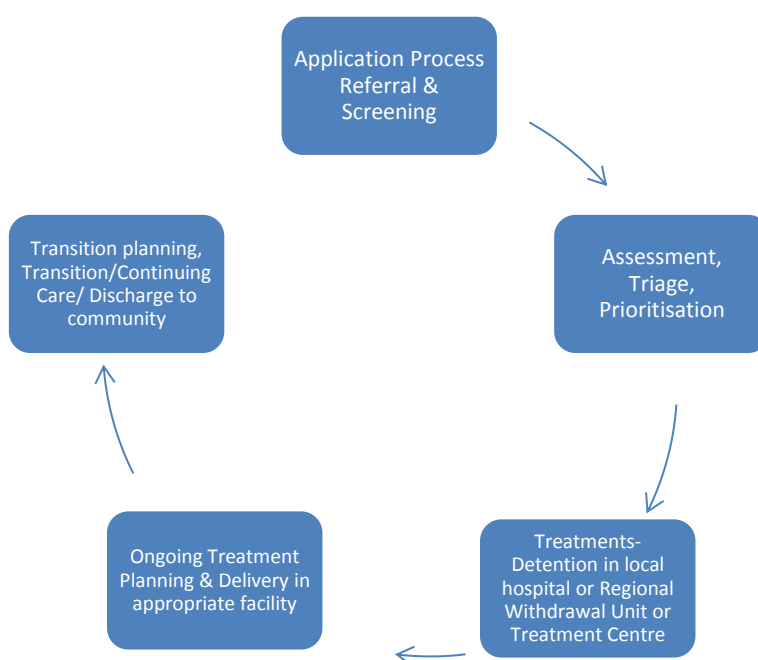 Application Process
Referral &
Screening
Assessment,
Triage,
Prioritisation
Treatments-
Detention in local
hospital or Regional
Withdrawal Unit or
Treatment Centre
Ongoing Treatment
Planning & Delivery in
appropriate facility
Transition planning,
Transition/Continuing
Care/ Discharge to
community